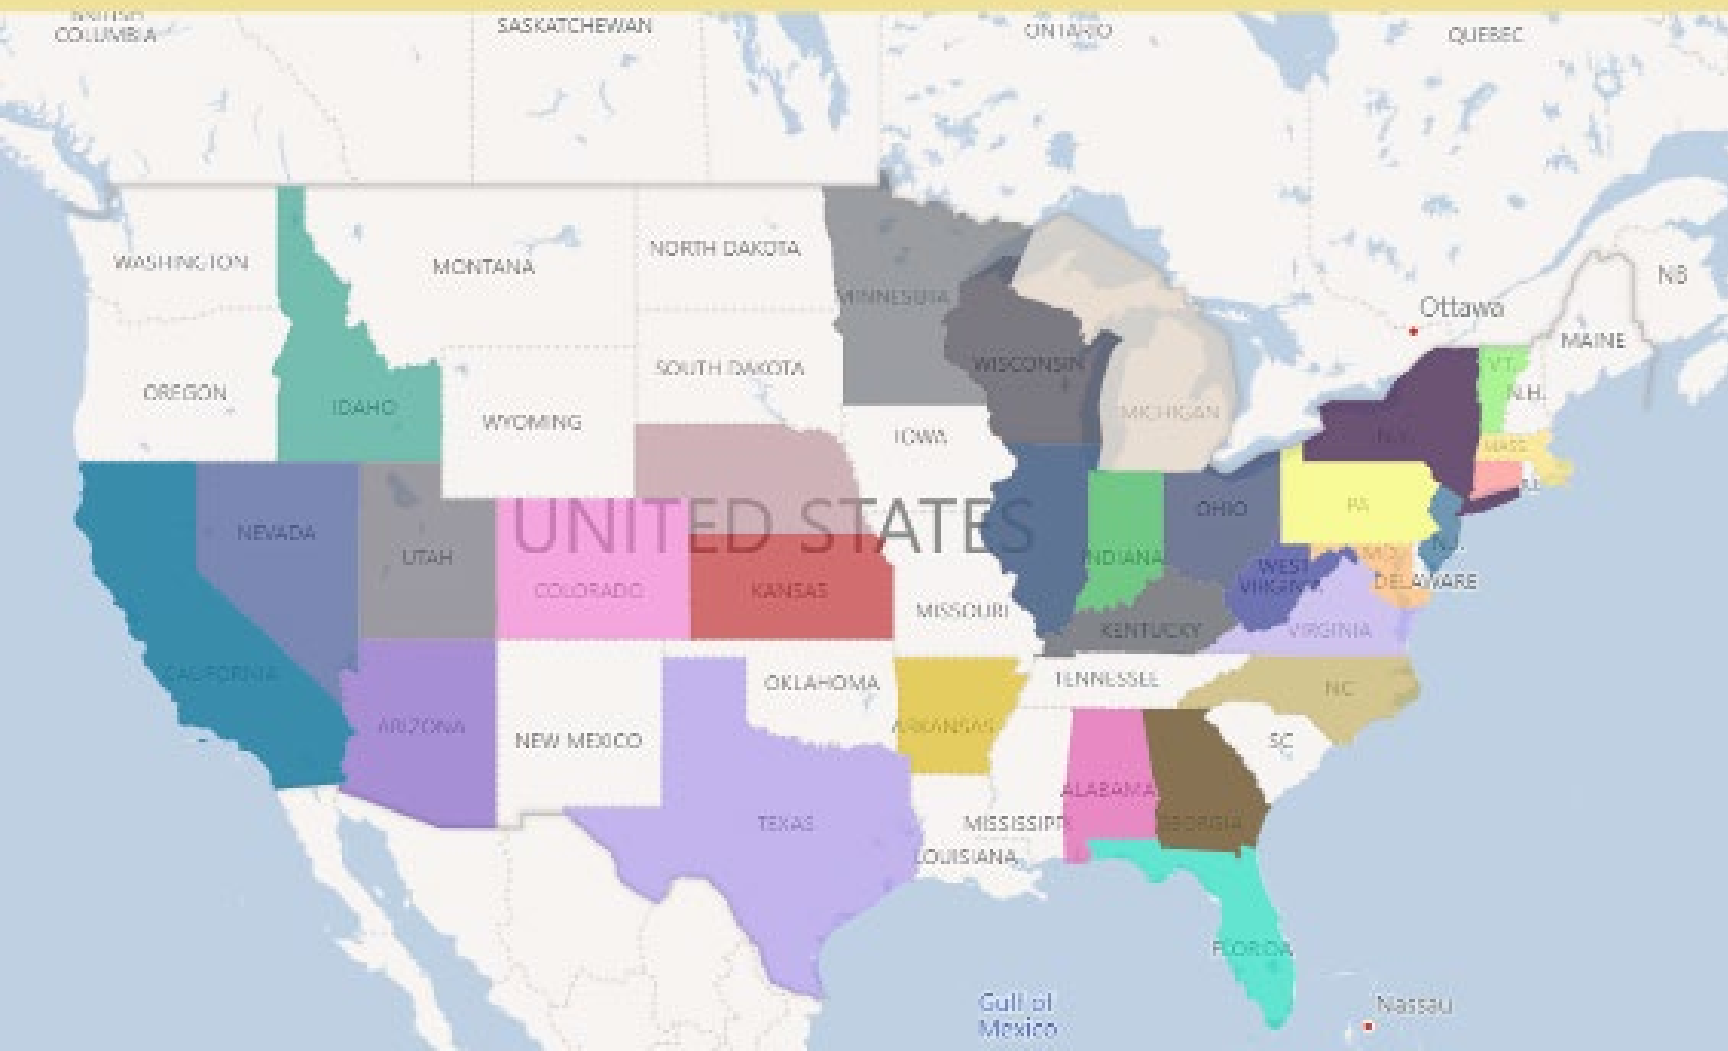 BRITISH
COLUMBIA
SASKATCHEWAN
ONTARIO
QUEBEC
WASHINGTON
MONTANA
NORTH DAKOTA
MINNESOTA
NB
Ottawa
MAINE
OREGON
IDAHO
WYOMING
SOUTH DAKOTA
WISCONSIN
MICHIGAN
VT.
N.H.
IOWA
N.Y.
MASS
R.I.
NEVADA
UTAH
UNITED STATES
COLORADO
KANSAS
INDIANA
OHIO
PA
N.J.
MD.
DELAWARE
WEST
VIRGINIA
MISSOURI
KENTUCKY
VIRGINIA
CALIFORNIA
ARIZONA
NEW MEXICO
OKLAHOMA
ARKANSAS
TENNESSEE
NC
SC
TEXAS
MISSISSIPPI
ALABAMA
GEORGIA
LOUISIANA
FLORIDA
Gulf of
Mexico
Nassau